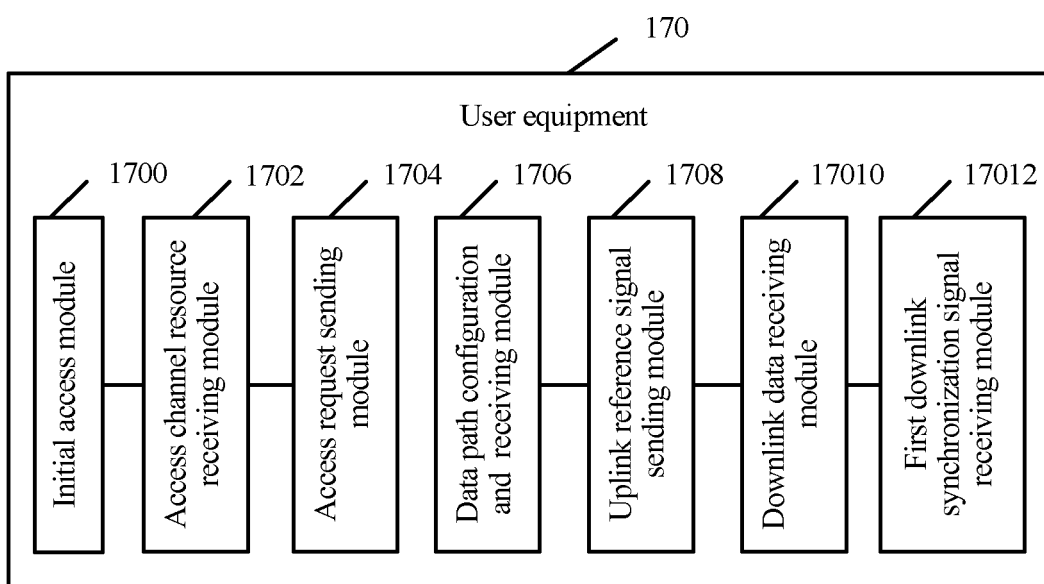 170
User equipment
1700
1702
1704
1706
1708
17010
17012
Initial access module
Access channel resource
receiving module
Access request sending
module
Data path configuration
and receiving module
Uplink reference signal
sending module
Downlink data receiving
module
First downlink
synchronization signal
receiving module